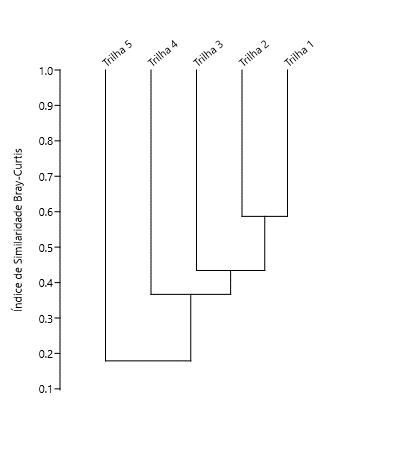 Trilha 5
Trilha 4
Trilha 3
Trilha 2
Trilha 1
1.0
0.9
0.8
0.7
0.6
0.5
0.4
0.3
0.2
0.1
Índice de Similaridade Bray-Curtis